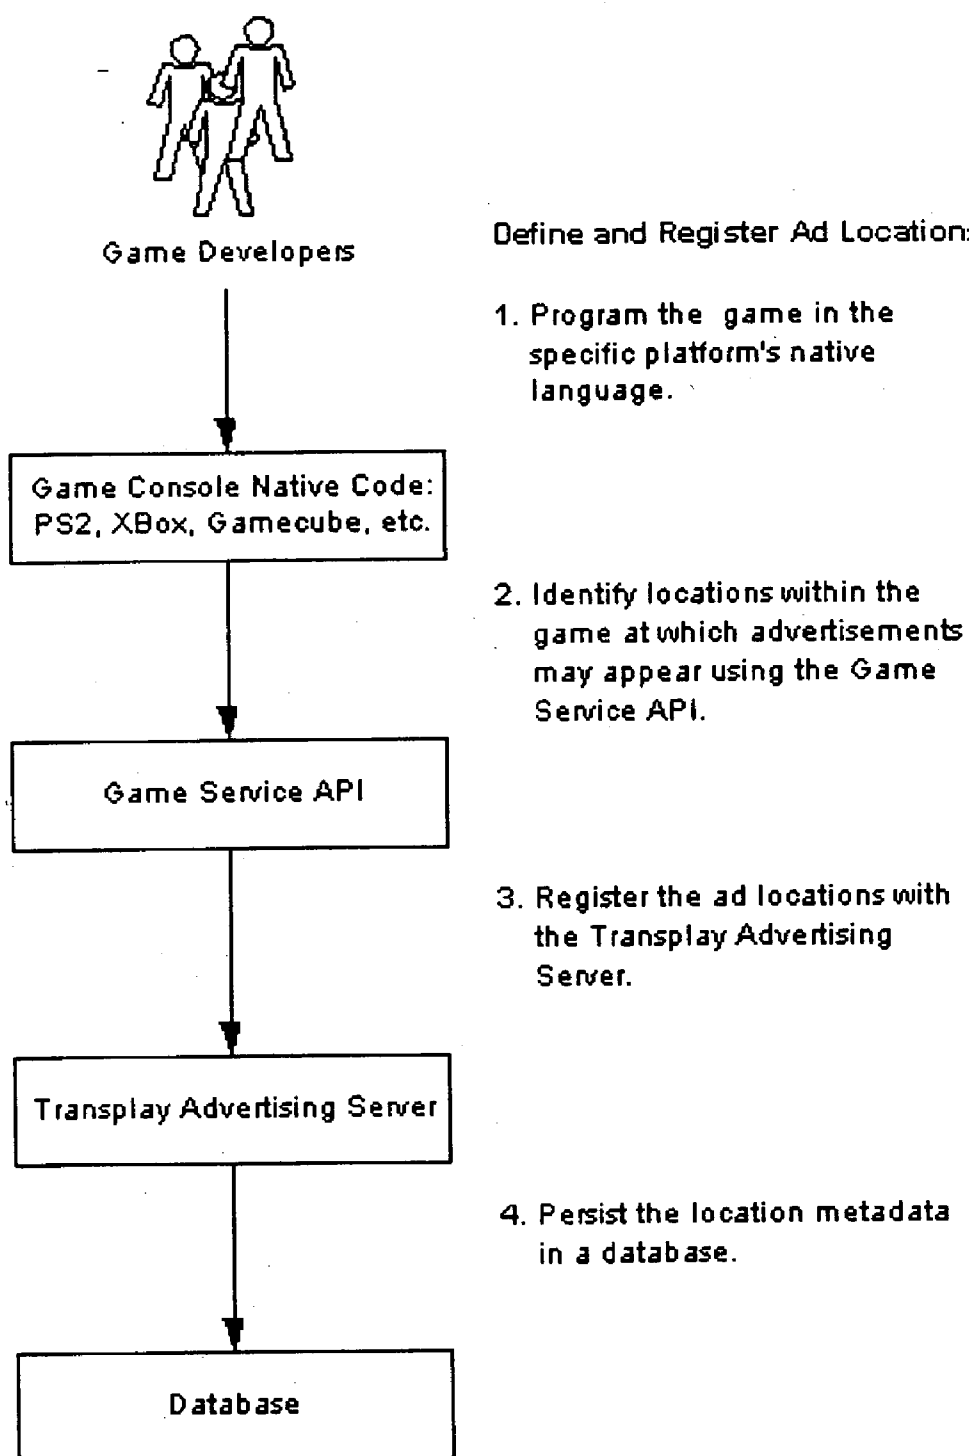 Game Developers
Define and Register Ad Location:
1. Program the game in the
specific platform's native
language.
Game Console Native Code:
PS2, XBox, Gamecube, etc.
2. Identify locations within the
game at which advertisements
may appear using the Game
Service API.
Game Service API
3. Register the ad locations with
the Transplay Advertising
Server.
Transplay Advertising Server
4. Persist the location metadata
in a database.
Database